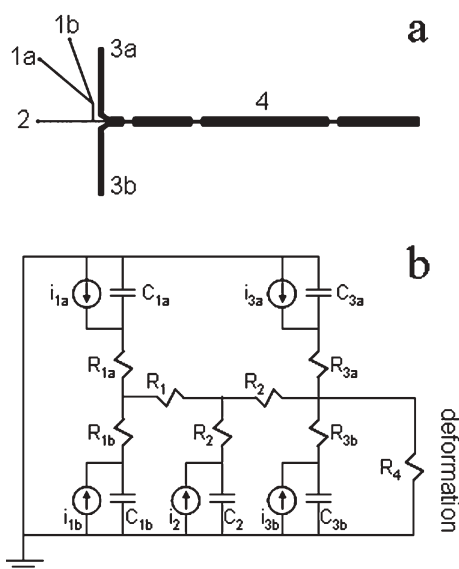 1b
3a
a
1a
4
2
3b
b
i1a
C1a
i3a
C3a
R1a
R1
R2
R3a
R1b
R2
R3b
R4
deformation
i1b
C1b
i2
C2
i3b
C3b